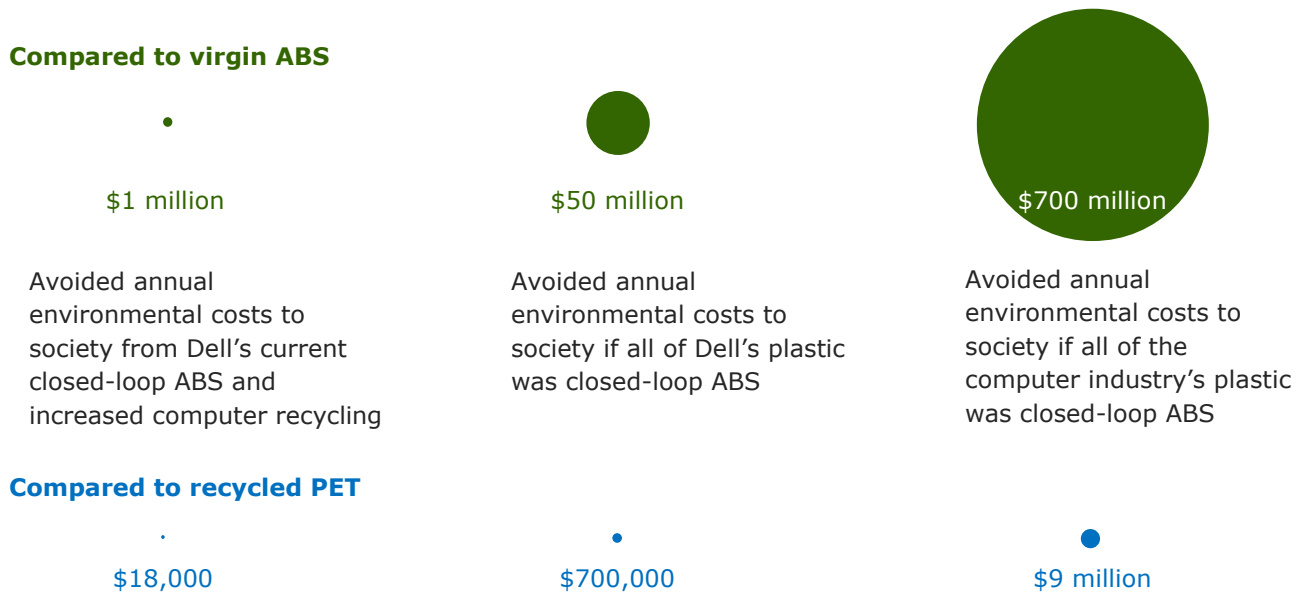 Compared to virgin ABS
$1 million
$50 million
$700 million
Avoided annual
environmental costs to
society from Dell’s current
closed-loop ABS and
increased computer recycling
Avoided annual
environmental costs to
society if all of Dell’s plastic
was closed-loop ABS
Avoided annual
environmental costs to
society if all of the
computer industry’s plastic
was closed-loop ABS
Compared to recycled PET
$18,000
$700,000
$9 million